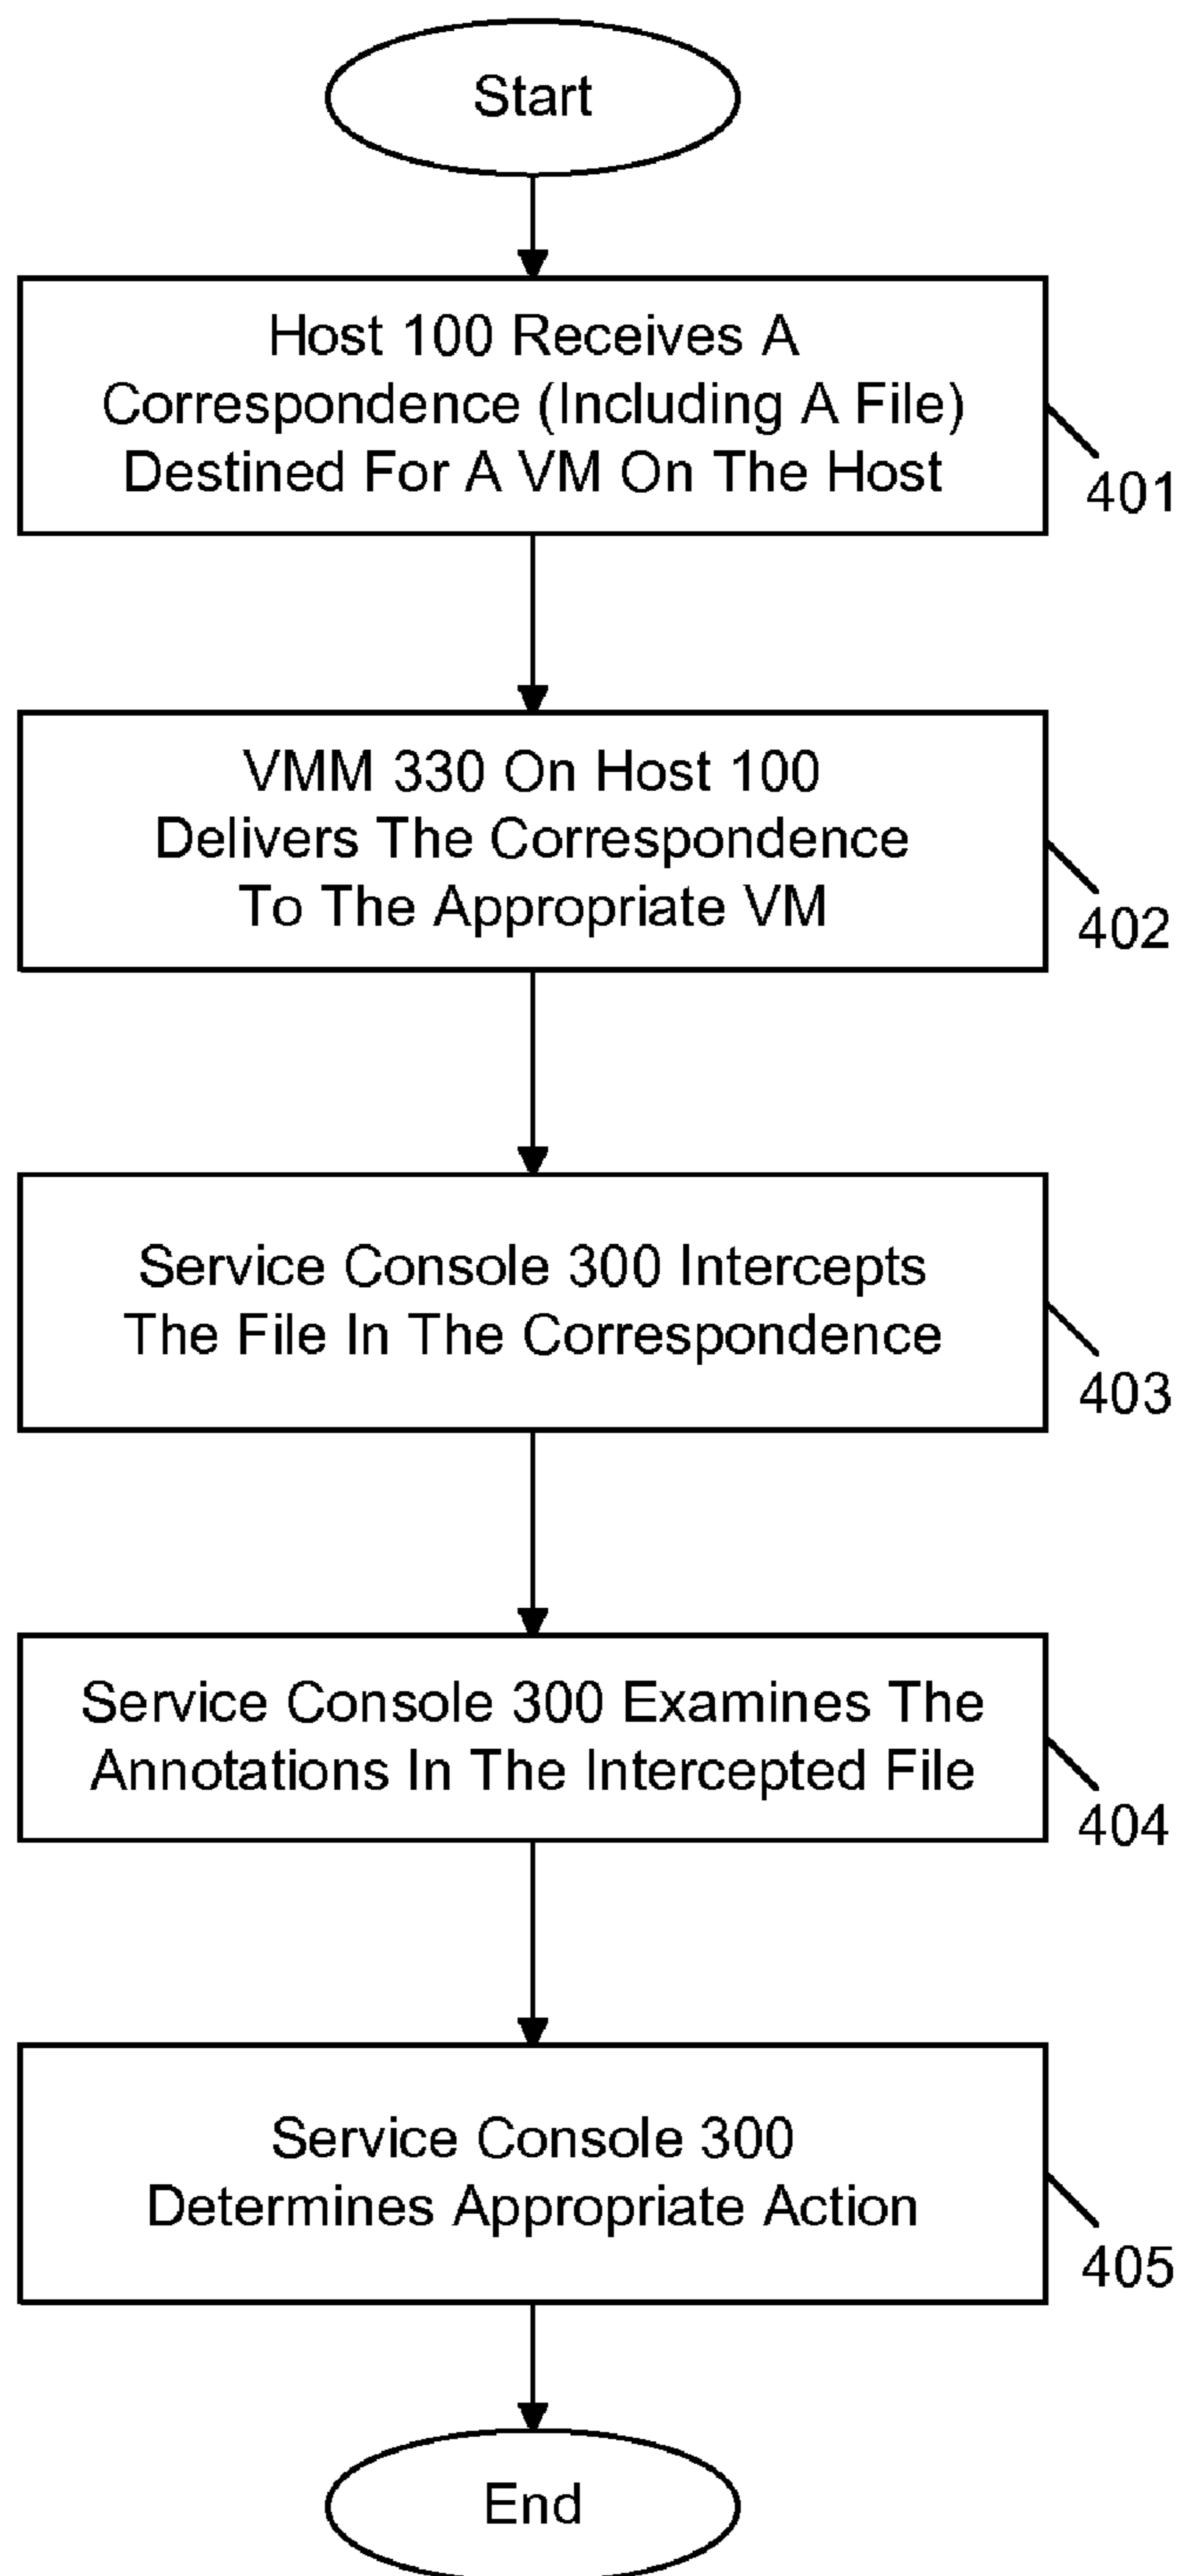 Start
Host 100 Receives A
Correspondence (Including A File)
Destined For A VM On The Host
401
VMM 330 On Host 100
Delivers The Correspondence
To The Appropriate VM
402
Service Console 300 Intercepts
The File In The Correspondence
403
Service Console 300 Examines The
Annotations In The Intercepted File
404
Service Console 300
Determines Appropriate Action
405
End